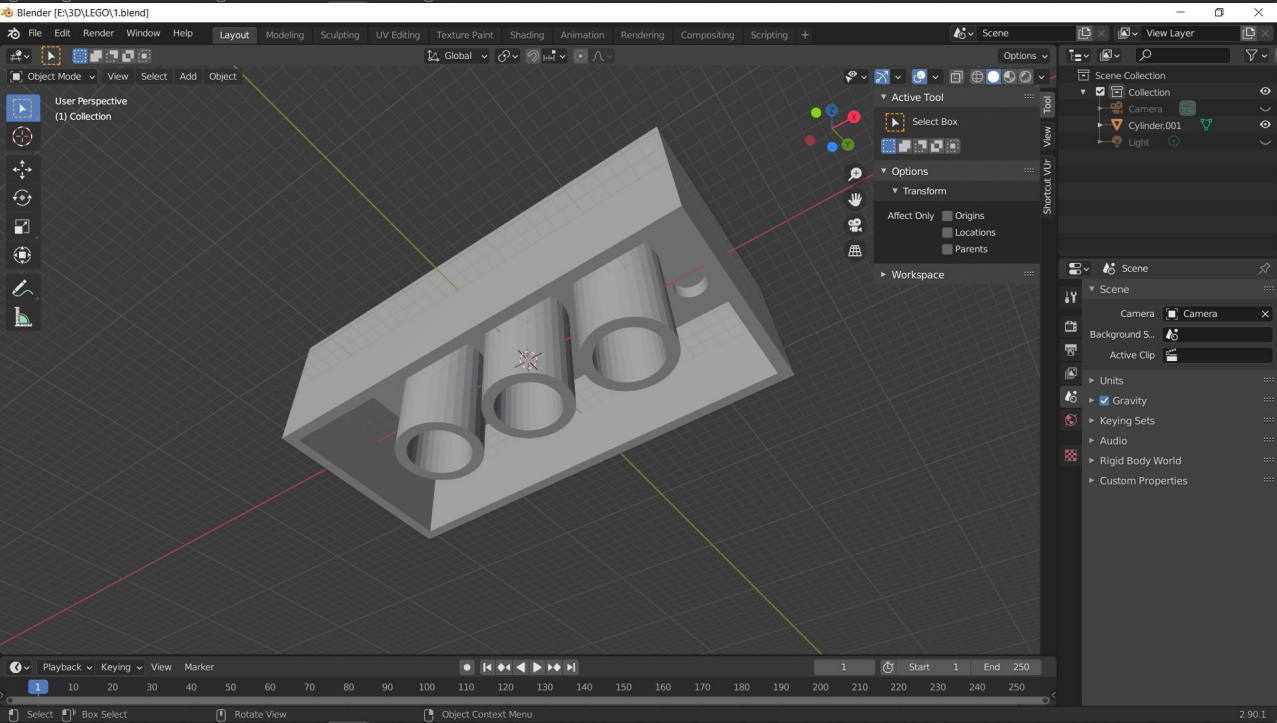 Blender [E:\3D\LEGO\1.blend]
File Edit Render Window Help Layout Modeling Sculpting UV Editing Texture Paint Shading Animation Rendering Compositing Scripting + Scene View Layer
Global Options
Object Mode View Select Add Object
User Perspective
(1) Collection
X
Y
Z
Active Tool
Select Box
Options
Transform
Affect Only Origins
Locations
Parents
Workspace
Tool
View
Shortcut VUr
Scene Collection
Collection
Camera
Cylinder.001
Light
Scene
Scene
Camera Camera
Background S...
Active Clip
Units
Gravity
Keying Sets
Audio
Rigid Body World
Custom Properties
Playback Keying View Marker 1 Start 1 End 250
1 10 20 30 40 50 60 70 80 90 100 110 120 130 140 150 160 170 180 190 200 210 220 230 240 250
Select Box Select Rotate View Object Context Menu 2.90.1